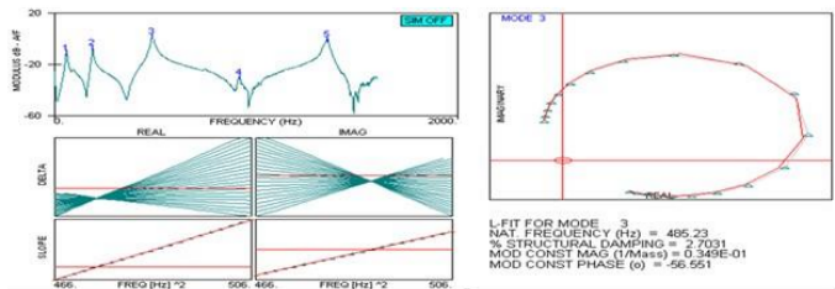 20
SIM OFF
1
2
3
4
5
MODULUS dB - A/F
-20
-60
0.
FREQUENCY (Hz)
2000.
REAL
IMAG
DELTA
SLOPE
466.
FREQ [Hz] ^2
506.
466.
FREQ [Hz] ^2
506.
MODE 3
IMAGINARY
REAL
L-FIT FOR MODE 3
NAT. FREQUENCY (Hz) = 485.23
% STRUCTURAL DAMPING = 2.7031
MOD CONST MAG (1/Mass) = 0.349E-01
MOD CONST PHASE (o) = -56.551